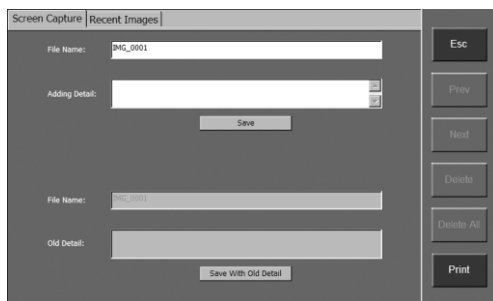 Screen Capture Recent Images
File Name: IMG_0001
Adding Detail:
Save
File Name: IMG_0001
Old Detail:
Save With Old Detail
Esc
Prev
Next
Delete
Delete All
Print